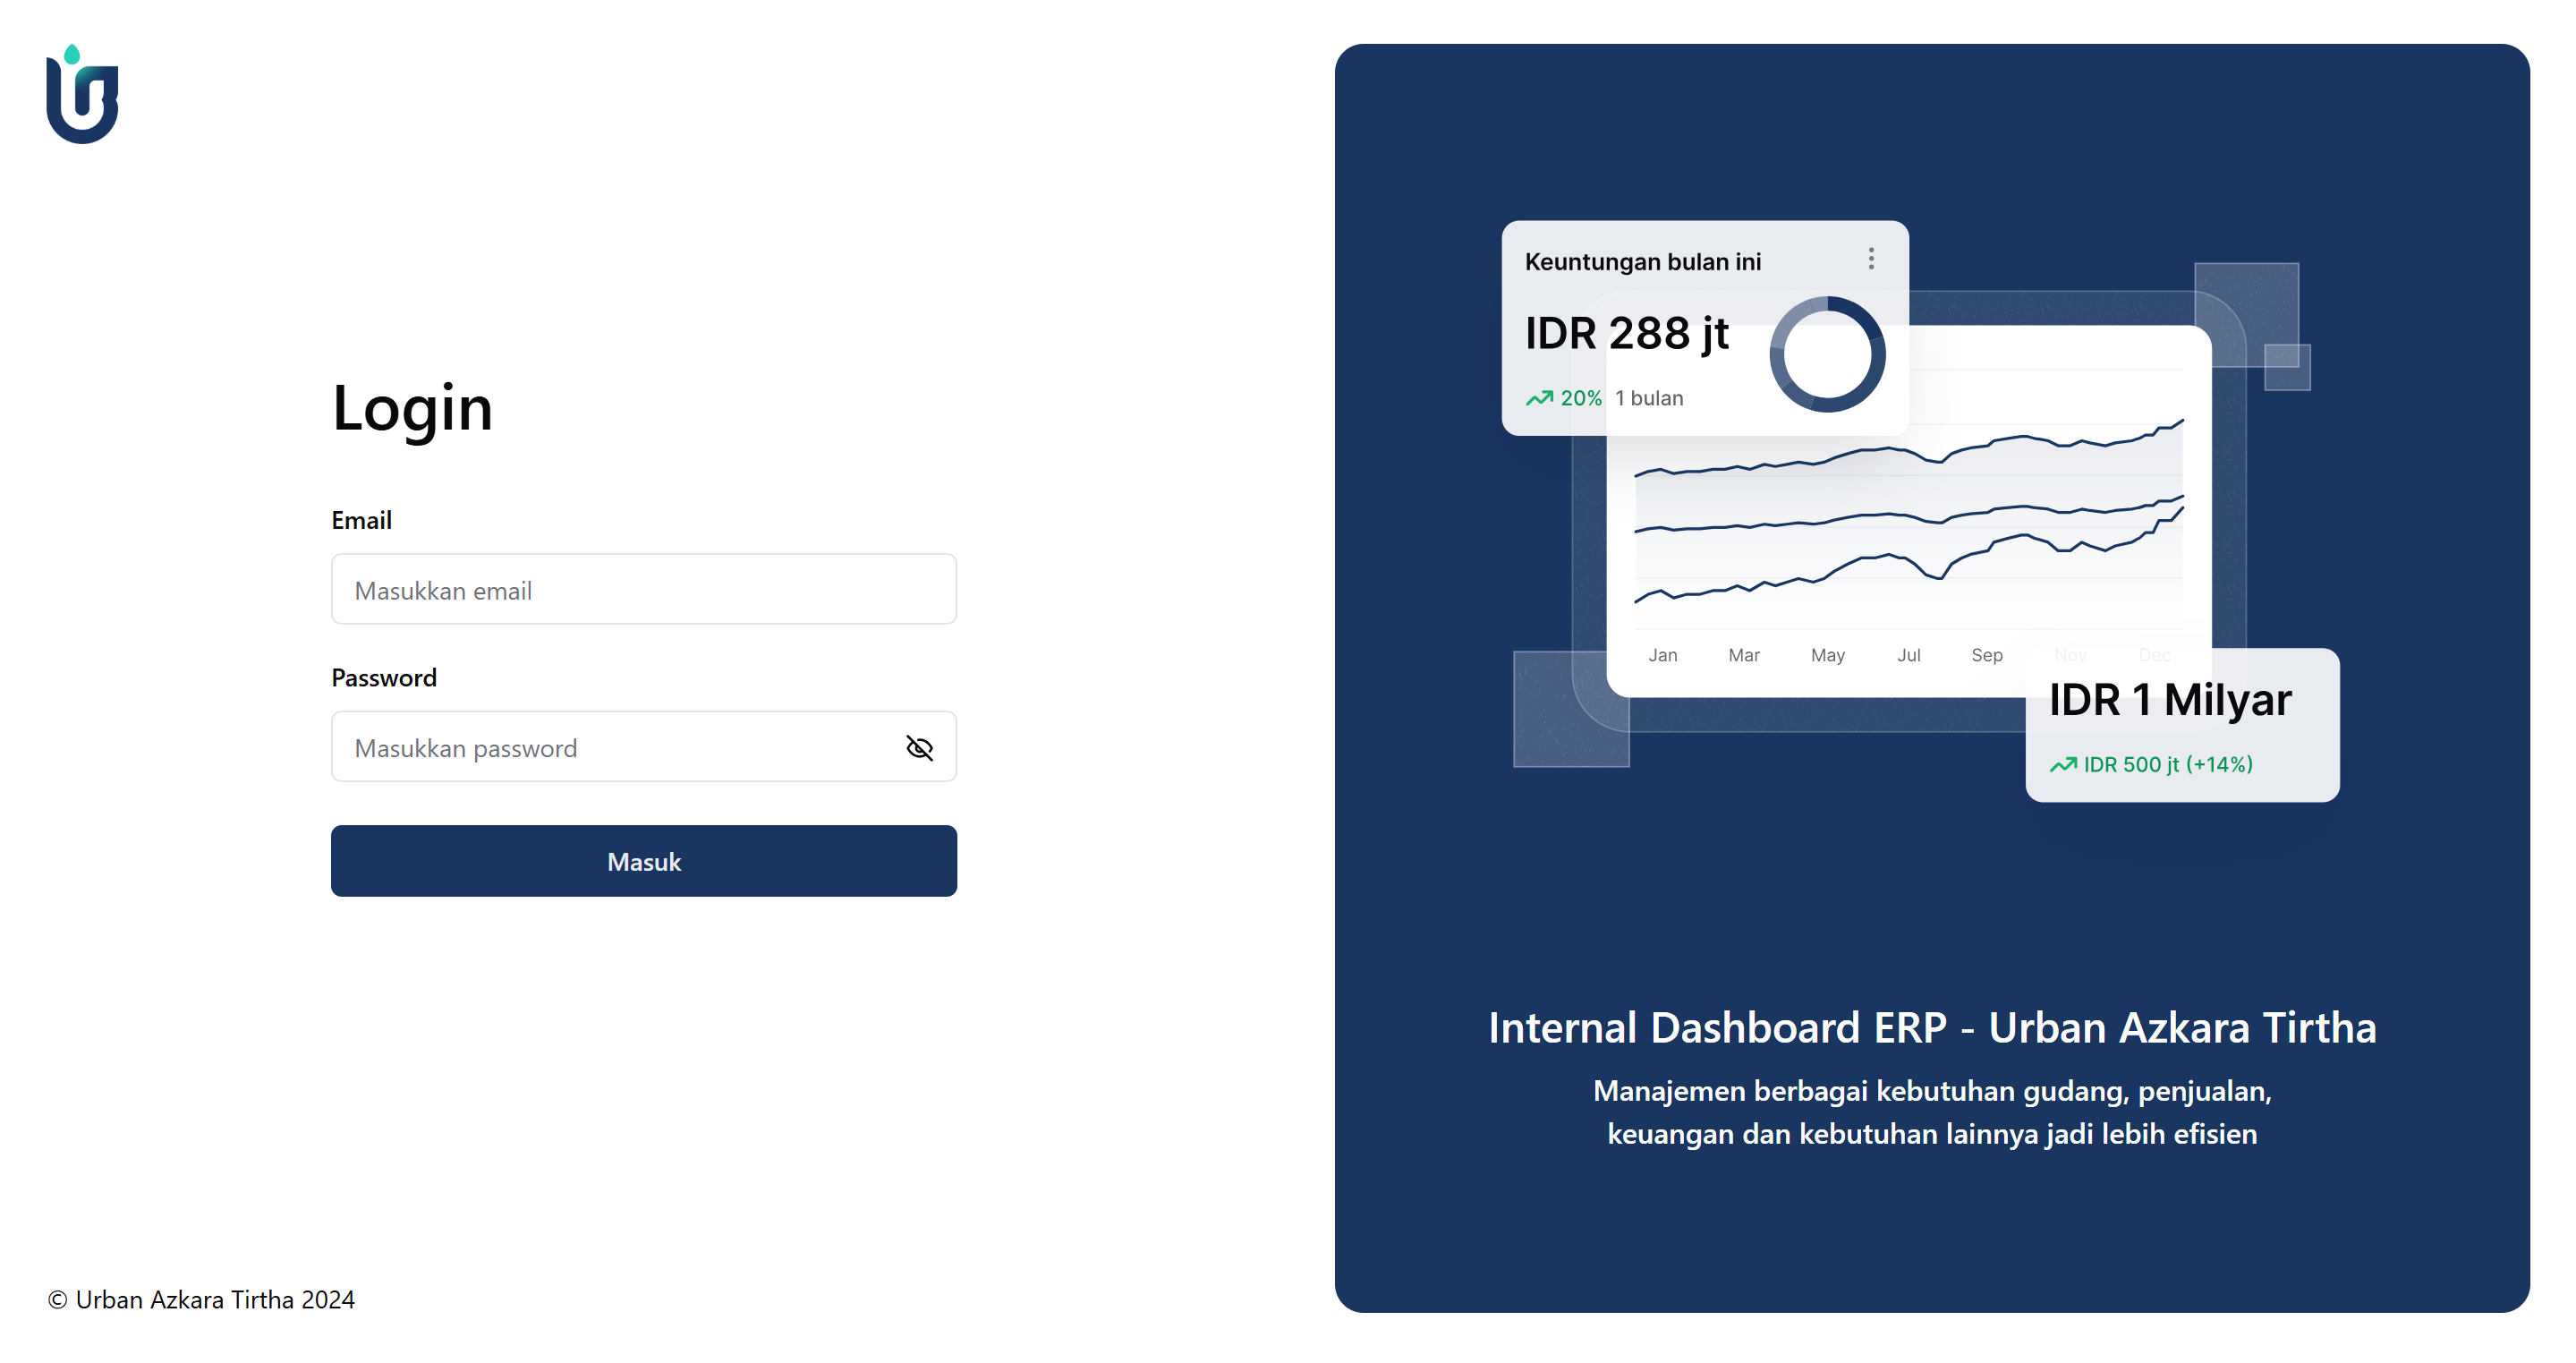 Login
Email
Masukkan email
Password
Masukkan password
Masuk
© Urban Azkara Tirtha 2024
Keuntungan bulan ini
IDR 288 jt
20% 1 bulan
Jan Mar May Jul Sep Nov Dec
IDR 1 Milyar
IDR 500 jt (+14%)
Internal Dashboard ERP - Urban Azkara Tirtha
Manajemen berbagai kebutuhan gudang, penjualan,
keuangan dan kebutuhan lainnya jadi lebih efisien